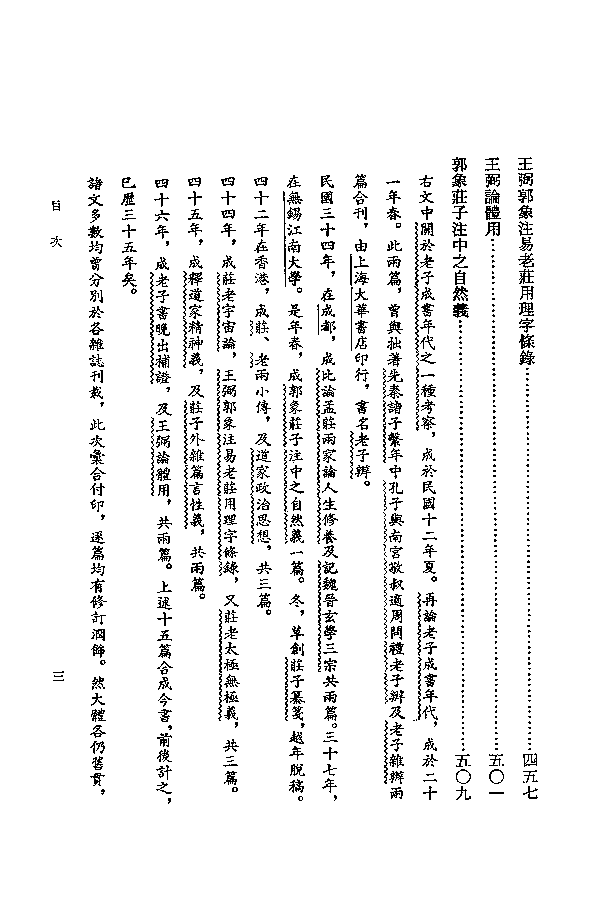 王弼郭象注易老莊用理字條錄……四五七
王弼論體用……五〇一
郭象莊子注中之自然義……五〇九
右文中關於老子成書年代之一種考察，成於民國十二年夏。再論老子成書年代，成於二十
一年春。此兩篇，曾與拙著先秦諸子繫年中孔子與南宮敬叔適周問禮老子辨及老子雜辨兩
篇合刊，由上海大華書店印行，書名老子辨。
民國三十四年，在成都，成比論孟莊兩家論人生修養及記魏晉玄學三宗共兩篇。三十七年，
在無錫江南大學。是年春，成郭象莊子注中之自然義一篇。冬，草創莊子纂箋，越年脫稿。
四十二年在香港，成莊、老兩小傳，及道家政治思想，共三篇。
四十四年，成莊老宇宙論，王弼郭象注易老莊用理字條錄，又莊老太極無極義，共三篇。
四十五年，成釋道家精神義，及莊子外雜篇言性義，共兩篇。
四十六年，成老子書晚出補證，及王弼論體用，共兩篇。上述十五篇合成今書，前後計之，
已歷三十五年矣。
諸文多數均曾分別於各雜誌刊載，此次彙合付印，逐篇均有修訂潤飾。然大體各仍舊貫，
目次
三